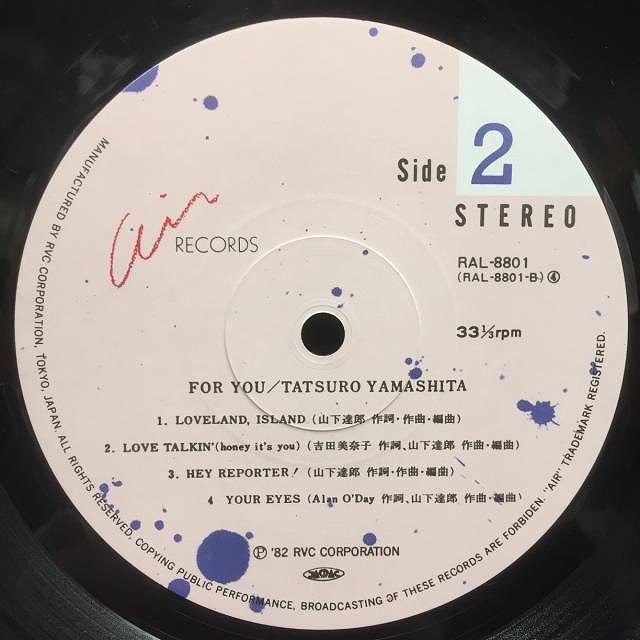 Side 2
STEREO
Air RECORDS
RAL-8801
(RAL-8801-B) ④
33⅓rpm
FOR YOU/TATSURO YAMASHITA
1. LOVELAND, ISLAND (山下達郎 作詞・作曲・編曲)
2. LOVE TALKIN' (honey it's you) (吉田美奈子 作詞、山下達郎 作曲・編曲)
3. HEY REPORTER! (山下達郎 作詞・作曲・編曲)
4 YOUR EYES (Alan O'Day 作詞、山下達郎 作曲・編曲)
Ⓟ '82 RVC CORPORATION
MANUFACTURED BY RVC CORPORATION, TOKYO, JAPAN. ALL RIGHTS RESERVED. COPYING PUBLIC PERFORMANCE, BROADCASTING OF THESE RECORDS ARE FORBIDDEN. "AIR" TRADEMARK REGISTERED.